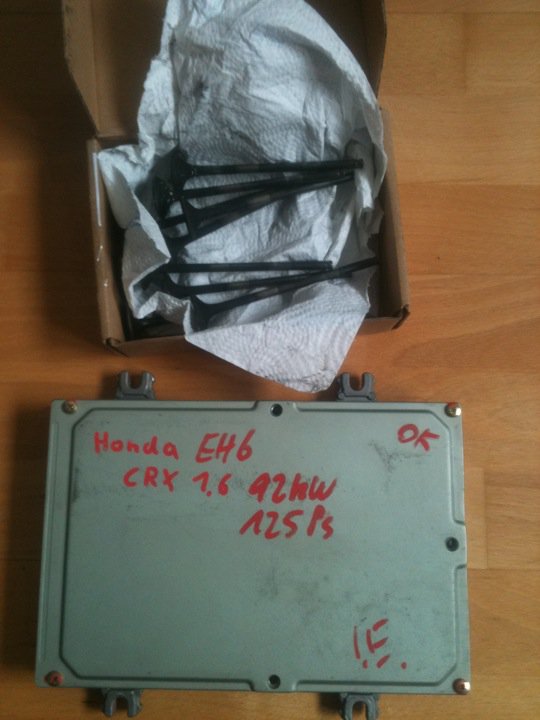 Honda EH6
OK
CRX 1.6 92kW
125Ps
I.E.